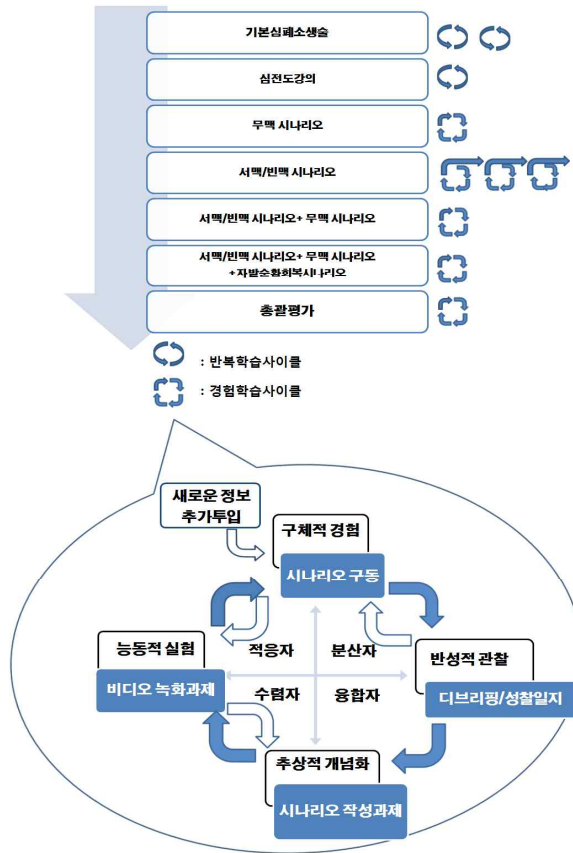 기본심폐소생술
심전도강의
무맥 시나리오
서맥/빈맥 시나리오
서맥/빈맥 시나리오+ 무맥 시나리오
서맥/빈맥 시나리오+ 무맥 시나리오
+자발순환회복시나리오
총괄평가
: 반복학습사이클
: 경험학습사이클
새로운 정보
추가투입
구체적 경험
시나리오 구동
능동적 실험
비디오 녹화과제
적응자
분산자
반성적 관찰
디브리핑/성찰일지
수렴자
융합자
추상적 개념화
시나리오 작성과제